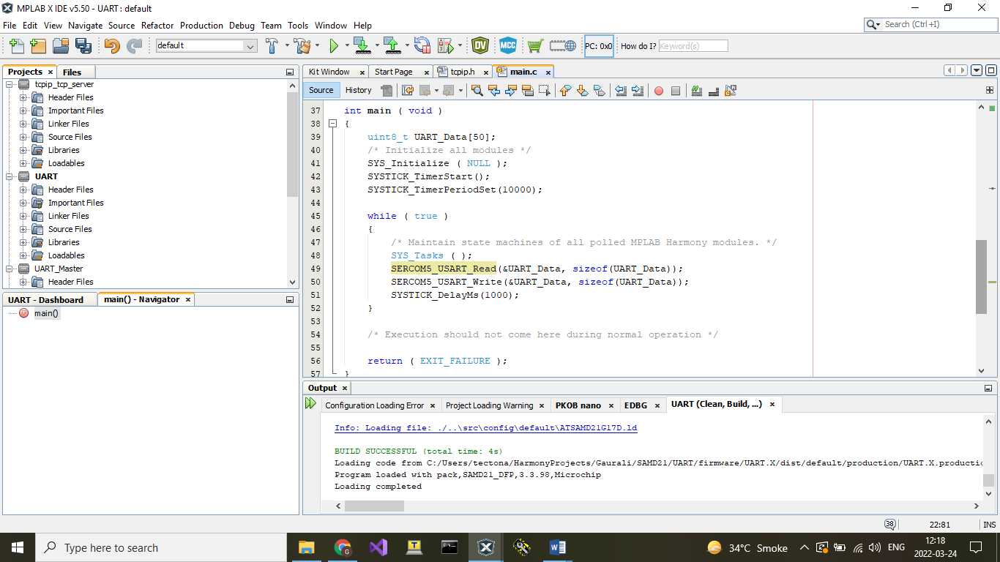 MPLAB X IDE v5.50 - UART : default
File Edit View Navigate Source Refactor Production Debug Team Tools Window Help
Search (Ctrl +I)
default
DV
MCC
PC: 0x0
How do I?
Keyword(s)
Projects
Files
tcpip_tcp_server
Header Files
Important Files
Linker Files
Source Files
Libraries
Loadables
UART
Header Files
Important Files
Linker Files
Source Files
Libraries
Loadables
UART_Master
Header Files
UART - Dashboard
main() - Navigator
main()
Kit Window
Start Page
tcpip.h
main.c
Source
History
37 int main ( void )
38 {
39 uint8_t UART_Data[50];
40 /* Initialize all modules */
41 SYS_Initialize ( NULL );
42 SYSTICK_TimerStart();
43 SYSTICK_TimerPeriodSet(10000);
44
45 while ( true )
46 {
47 /* Maintain state machines of all polled MPLAB Harmony modules. */
48 SYS_Tasks ( );
49 SERCOM5_USART_Read(&UART_Data, sizeof(UART_Data));
50 SERCOM5_USART_Write(&UART_Data, sizeof(UART_Data));
51 SYSTICK_DelayMs(1000);
52 }
53
54 /* Execution should not come here during normal operation */
55
56 return ( EXIT_FAILURE );
57 }
Output
Configuration Loading Error
Project Loading Warning
PKOB nano
EDBG
UART (Clean, Build, ...)
Info: Loading file: ./..\src\config\default\ATSAMD21G17D.ld
BUILD SUCCESSFUL (total time: 4s)
Loading code from C:/Users/tectona/HarmonyProjects/Gaurali/SAMD21/UART/firmware/UART.X/dist/default/production/UART.X.productio
Program loaded with pack,SAMD21_DFP,3.3.98,Microchip
Loading completed
38
22:81
INS
Type here to search
34°C Smoke
ENG
12:18
2022-03-24